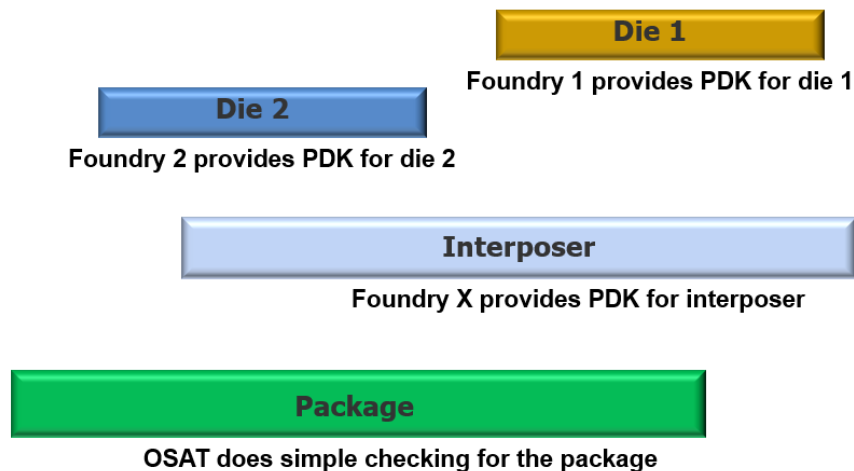 Die 1
Foundry 1 provides PDK for die 1
Die 2
Foundry 2 provides PDK for die 2
Interposer
Foundry X provides PDK for interposer
Package
OSAT does simple checking for the package